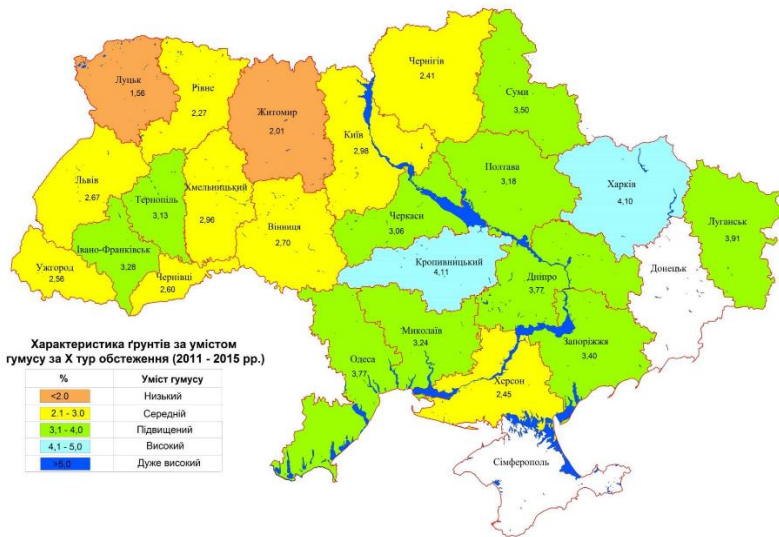 Чернігів
2,41
Суми
3,50
Луцьк
1,56
Рівне
2,27
Житомир
2,01
Київ
2,98
Полтава
3,18
Харків
4,10
Львів
2,67
Тернопіль
3,13
Хмельницький
2,96
Вінниця
2,70
Черкаси
3,06
Луганськ
3,91
Івано-Франківськ
3,28
Кропивницький
4,11
Донецьк
Ужгород
2,56
Чернівці
2,60
Дніпро
3,77
Миколаїв
3,24
Запоріжжя
3,40
Одеса
3,77
Херсон
2,45
Сімферополь
Характеристика ґрунтів за умістом
гумусу за X тур обстеження (2011 - 2015 рр.)
% Уміст гумусу
<2.0 Низький
2.1 - 3.0 Середній
3,1 - 4,0 Підвищений
4,1 - 5,0 Високий
>5,0 Дуже високий